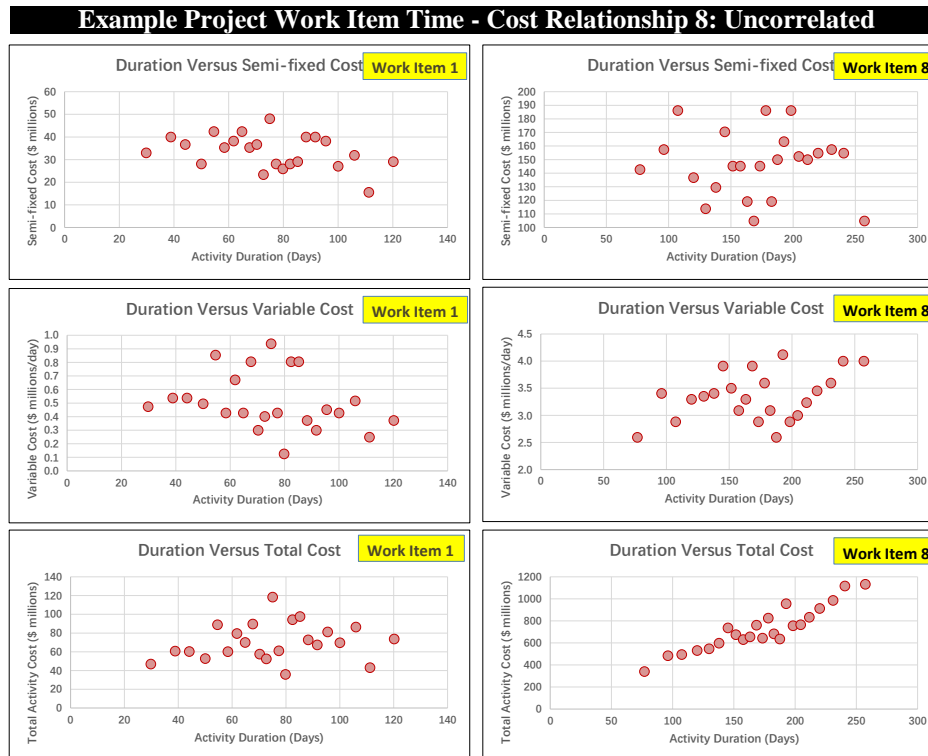 Example Project Work Item Time - Cost Relationship 8: Uncorrelated
Duration Versus Semi-fixed Cost
Work Item 1
Semi-fixed Cost ($ millions)
60
50
40
30
20
10
0
0 20 40 60 80 100 120 140
Activity Duration (Days)
Duration Versus Semi-fixed Cost
Work Item 8
Semi-fixed Cost ($ millions)
200
190
180
170
160
150
140
130
120
110
100
0 50 100 150 200 250 300
Activity Duration (Days)
Duration Versus Variable Cost
Work Item 1
Variable Cost ($ millions/day)
1.0
0.9
0.8
0.7
0.6
0.5
0.4
0.3
0.2
0.1
0.0
0 20 40 60 80 100 120 140
Activity Duration (Days)
Duration Versus Variable Cost
Work Item 8
Variable Cost ($ millions/day)
4.5
4.0
3.5
3.0
2.5
2.0
0 50 100 150 200 250 300
Activity Duration (Days)
Duration Versus Total Cost
Work Item 1
Total Activity Cost ($ millions)
140
120
100
80
60
40
20
0
0 20 40 60 80 100 120 140
Activity Duration (Days)
Duration Versus Total Cost
Work Item 8
Total Activity Cost ($ millions)
1200
1000
800
600
400
200
0
0 50 100 150 200 250 300
Activity Duration (Days)